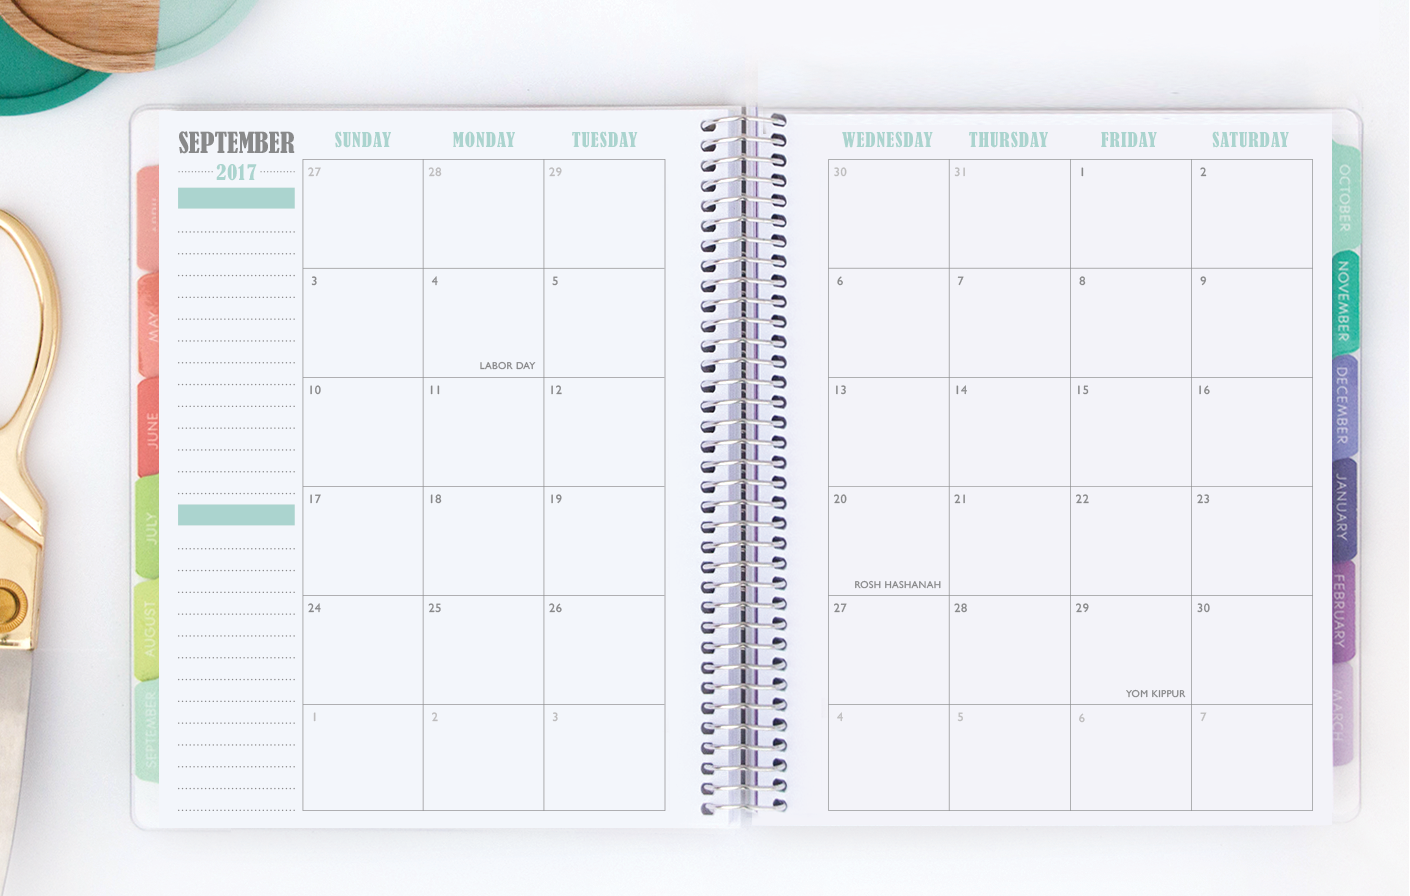 SEPTEMBER SUNDAY MONDAY TUESDAY WEDNESDAY THURSDAY FRIDAY SATURDAY
2017
27 28 29 30 31 1 2
3 4 5 6 7 8 9
LABOR DAY
10 11 12 13 14 15 16
17 18 19 20 21 22 23
ROSH HASHANAH
24 25 26 27 28 29 30
YOM KIPPUR
1 2 3 4 5 6 7
MAY
JUNE
JULY
AUGUST
SEPTEMBER
OCTOBER
NOVEMBER
DECEMBER
JANUARY
FEBRUARY
MARCH